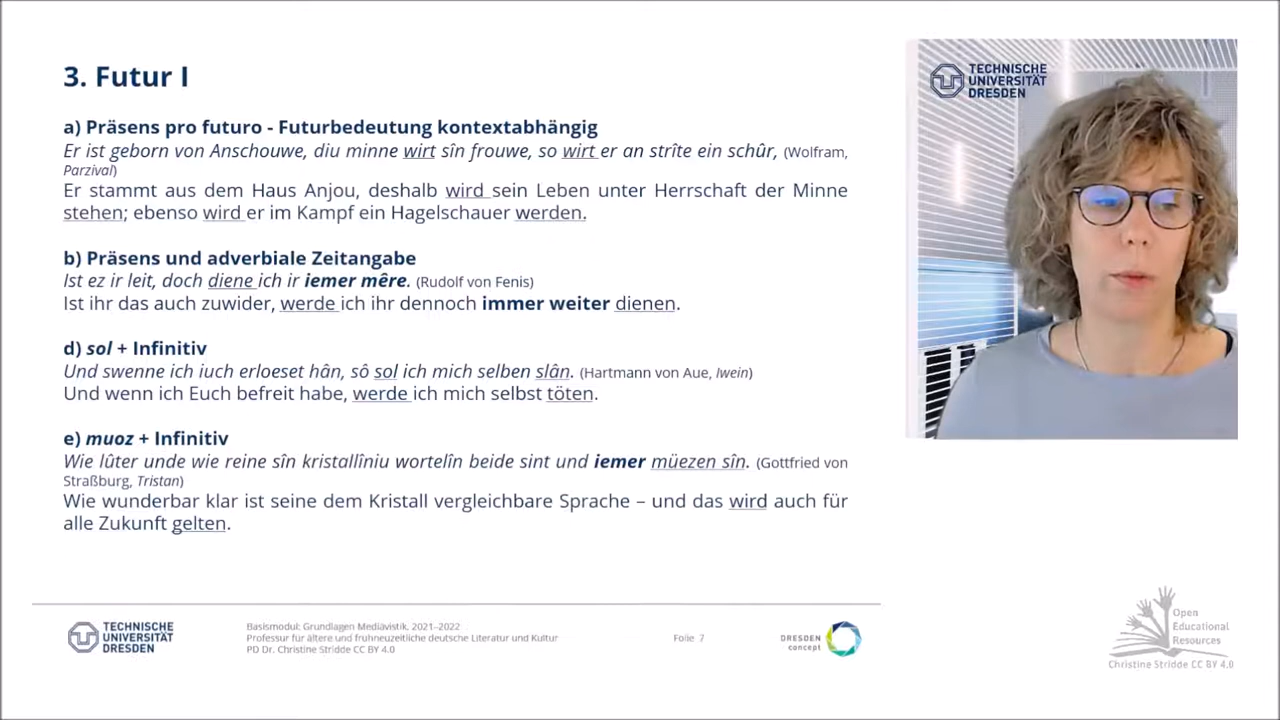 3. Futur I
a) Präsens pro futuro - Futurbedeutung kontextabhängig
Er ist geborn von Anschouwe, diu minne wirt sîn frouwe, so wirt er an strîte ein schûr, (Wolfram,
Parzival)
Er stammt aus dem Haus Anjou, deshalb wird sein Leben unter Herrschaft der Minne
stehen; ebenso wird er im Kampf ein Hagelschauer werden.
b) Präsens und adverbiale Zeitangabe
Ist ez ir leit, doch diene ich ir iemer mêre. (Rudolf von Fenis)
Ist ihr das auch zuwider, werde ich ihr dennoch immer weiter dienen.
d) sol + Infinitiv
Und swenne ich iuch erloeset hân, sô sol ich mich selben slân. (Hartmann von Aue, Iwein)
Und wenn ich Euch befreit habe, werde ich mich selbst töten.
e) muoz + Infinitiv
Wie lûter unde wie reine sîn kristallîniu wortelîn beide sint und iemer müezen sîn. (Gottfried von
Straßburg, Tristan)
Wie wunderbar klar ist seine dem Kristall vergleichbare Sprache – und das wird auch für
alle Zukunft gelten.
TECHNISCHE
UNIVERSITÄT
DRESDEN
TECHNISCHE
UNIVERSITÄT
DRESDEN
Basismodul: Grundlagen Mediävistik, 2021–2022
Professur für ältere und frühneuzeitliche deutsche Literatur und Kultur
PD Dr. Christine Stridde CC BY 4.0
Folie 7
DRESDEN
concept
Open
Educational
Resources
Christine Stridde CC BY 4.0